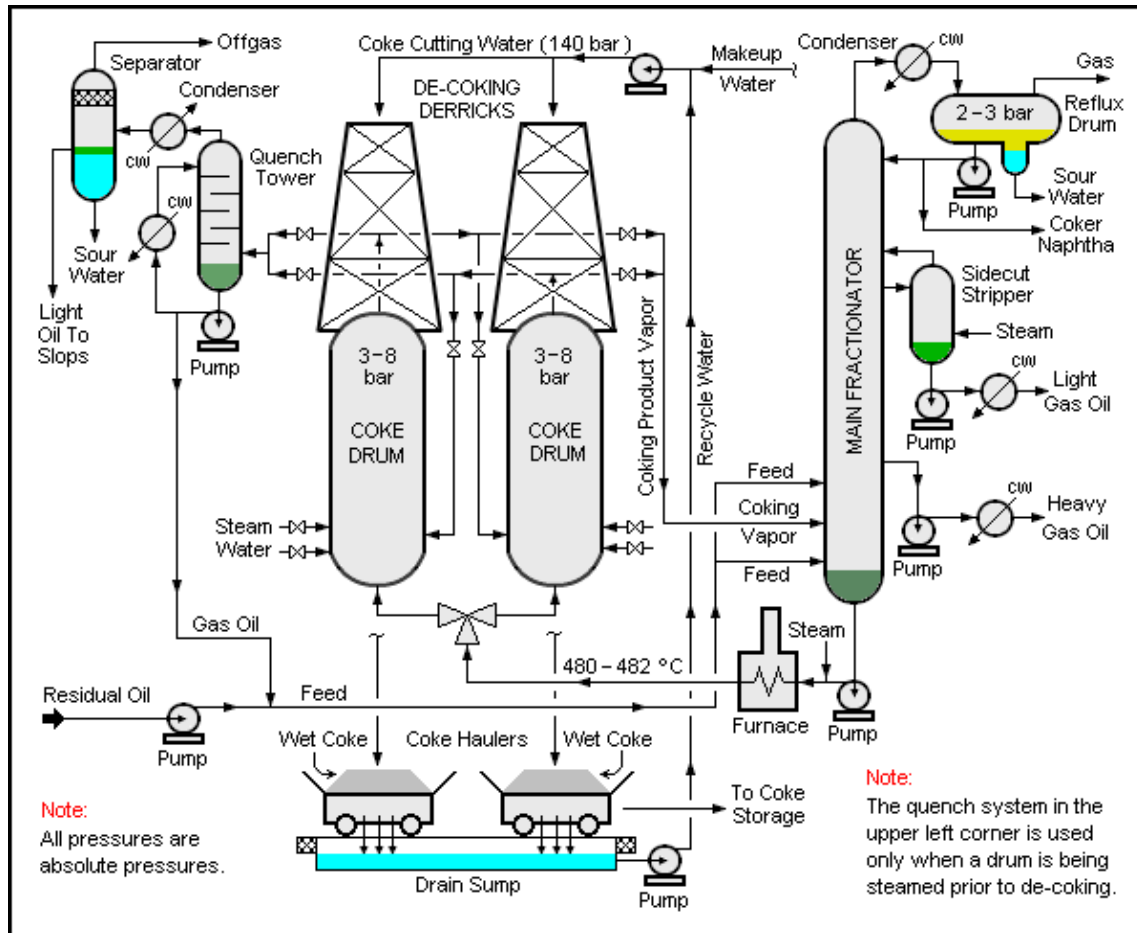 Offgas
Separator
Condenser
CW
Quench
Tower
CW
Sour
Water
Light
Oil To
Slops
Pump
Coke Cutting Water (140 bar)
DE-COKING
DERRICKS
Makeup
Water
Condenser
CW
Gas
2-3 bar
Reflux
Drum
Pump
Sour
Water
Coker
Naphtha
Sidecut
Stripper
Steam
CW
Light
Gas Oil
Pump
MAIN FRACTIONATOR
CW
Heavy
Gas Oil
Pump
3-8
bar
COKE
DRUM
3-8
bar
COKE
DRUM
Coking Product Vapor
Recycle Water
Feed
Coking
Vapor
Feed
Steam
Water
Gas Oil
480-482 °C
Steam
Furnace
Pump
Residual Oil
Feed
Pump
Wet Coke
Coke Haulers
Wet Coke
To Coke
Storage
Drain Sump
Pump
Note:
All pressures are
absolute pressures.
Note:
The quench system in the
upper left corner is used
only when a drum is being
steamed prior to de-coking.